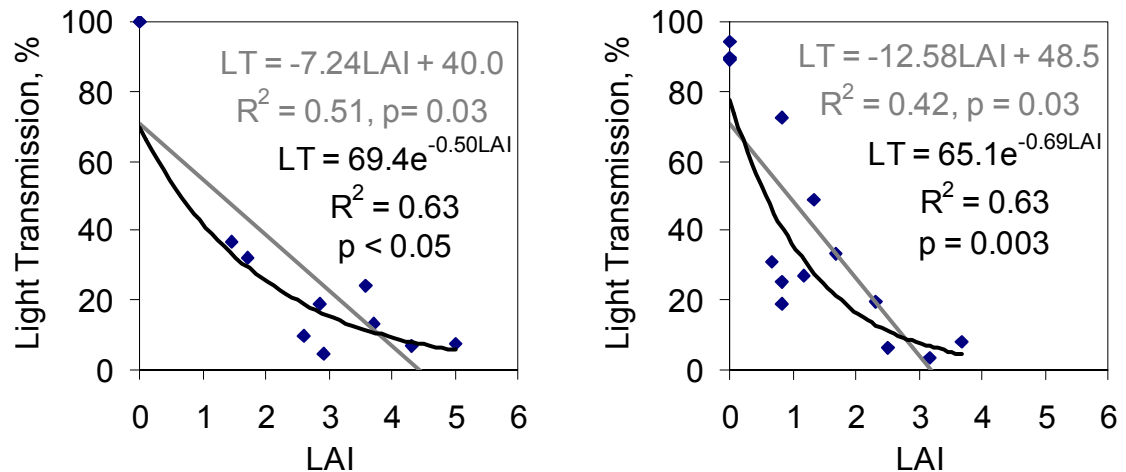 Light Transmission, %
100
80
60
40
20
0
LT = -7.24LAI + 40.0
R² = 0.51, p= 0.03
LT = 69.4e^-0.50LAI
R² = 0.63
p < 0.05
0 1 2 3 4 5 6
LAI
Light Transmission, %
100
80
60
40
20
0
LT = -12.58LAI + 48.5
R² = 0.42, p = 0.03
LT = 65.1e^-0.69LAI
R² = 0.63
p = 0.003
0 1 2 3 4 5 6
LAI